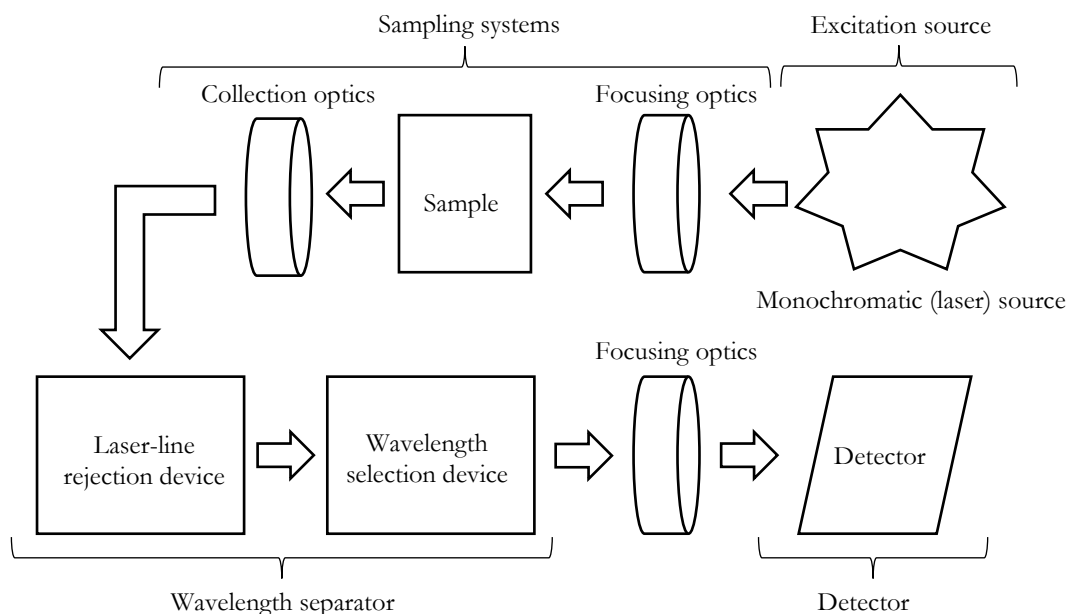 Sampling systems
Excitation source
Collection optics
Focusing optics
Sample
Monochromatic (laser) source
Focusing optics
Laser-line
rejection device
Wavelength
selection device
Detector
Wavelength separator
Detector